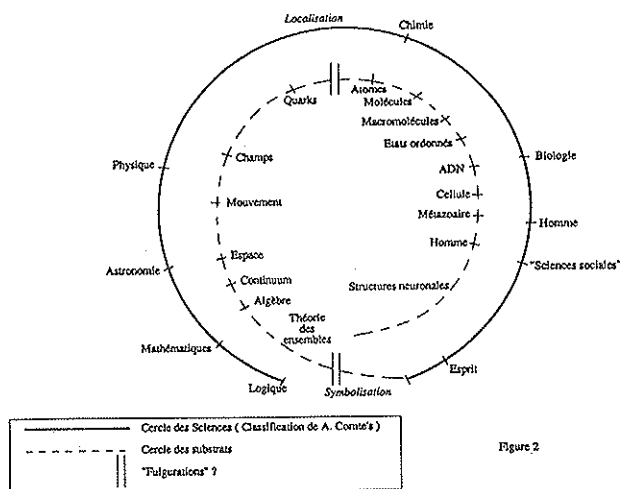 Localisation
Chimie
Quarks
Atomes
Molécules
Macromolécules
Etats ordonnés
Physique
Champs
ADN
Biologie
Cellule
Mouvement
Métazoaire
Homme
Homme
Espace
"Sciences sociales"
Astronomie
Continuum
Structures neuronales
Algèbre
Théorie
des
ensembles
Mathématiques
Esprit
Logique
Symbolisation
Cercle des Sciences ( Classification de A. Comte's )
Cercle des substrats
"Fulgurations" ?
Figure 2